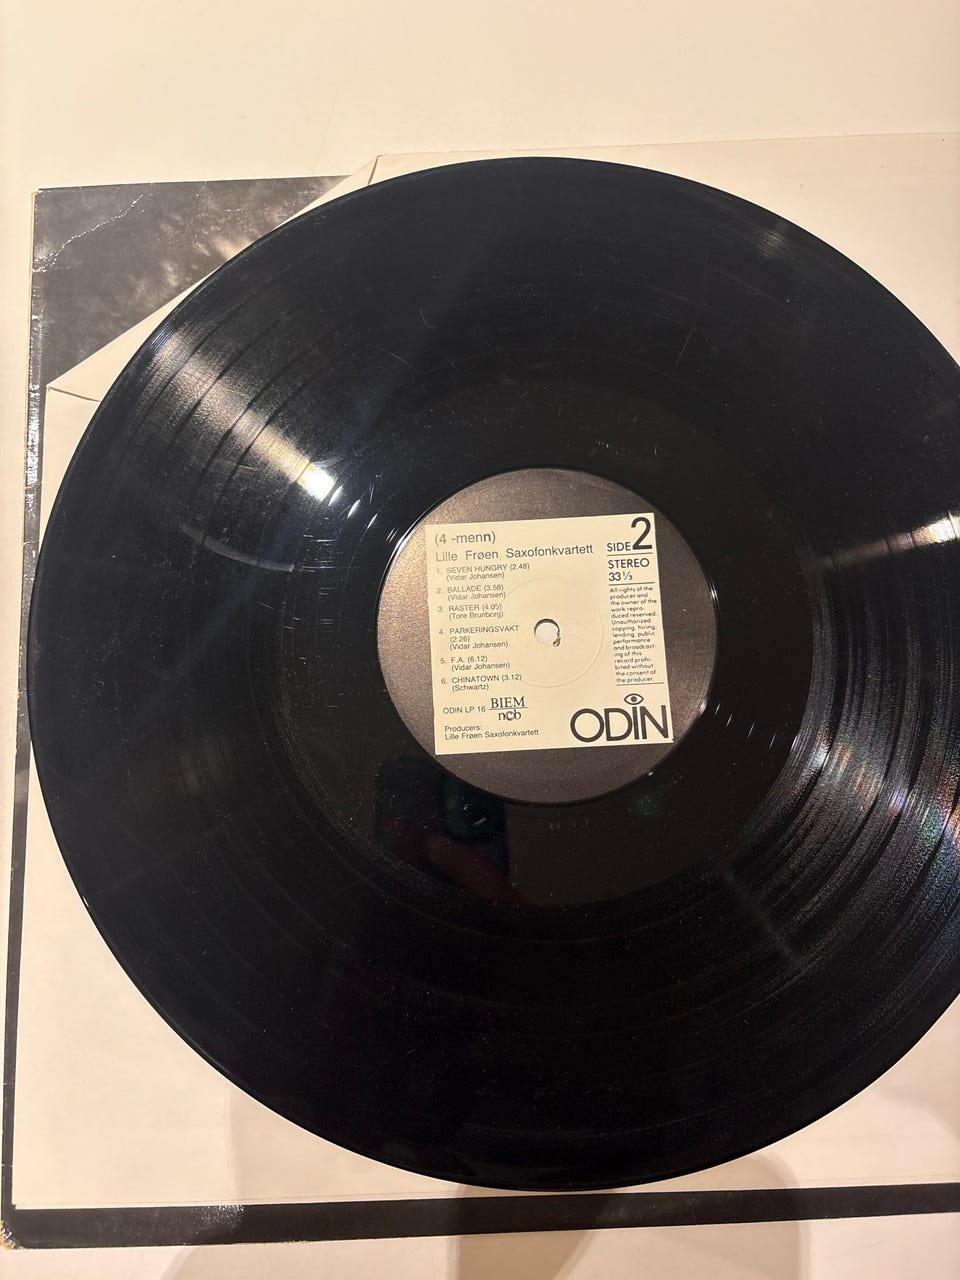 (4 -menn)
Lille Frøen Saxofonkvartett
1. SEVEN HUNGRY (2.48)
(Vidar Johansen)
2. BALLADE (3.58)
(Vidar Johansen)
3. RASTER (4.05)
(Tore Brunborg)
4. PARKERINGSVAKT
(2.26)
(Vidar Johansen)
5. F.A. (6.12)
(Vidar Johansen)
6. CHINATOWN (3.12)
(Schwartz)
ODIN LP 16 BIEM
ncb
Producers:
Lille Frøen Saxofonkvartett
SIDE 2
STEREO
33 1/3
All rights of the
producer and
the owner of the
work repro-
duced reserved.
Unauthorized
copying, hiring,
lending, public
performance
and broadcast-
ing of this
record prohi-
bited without
the consent of
the producer.
ODIN